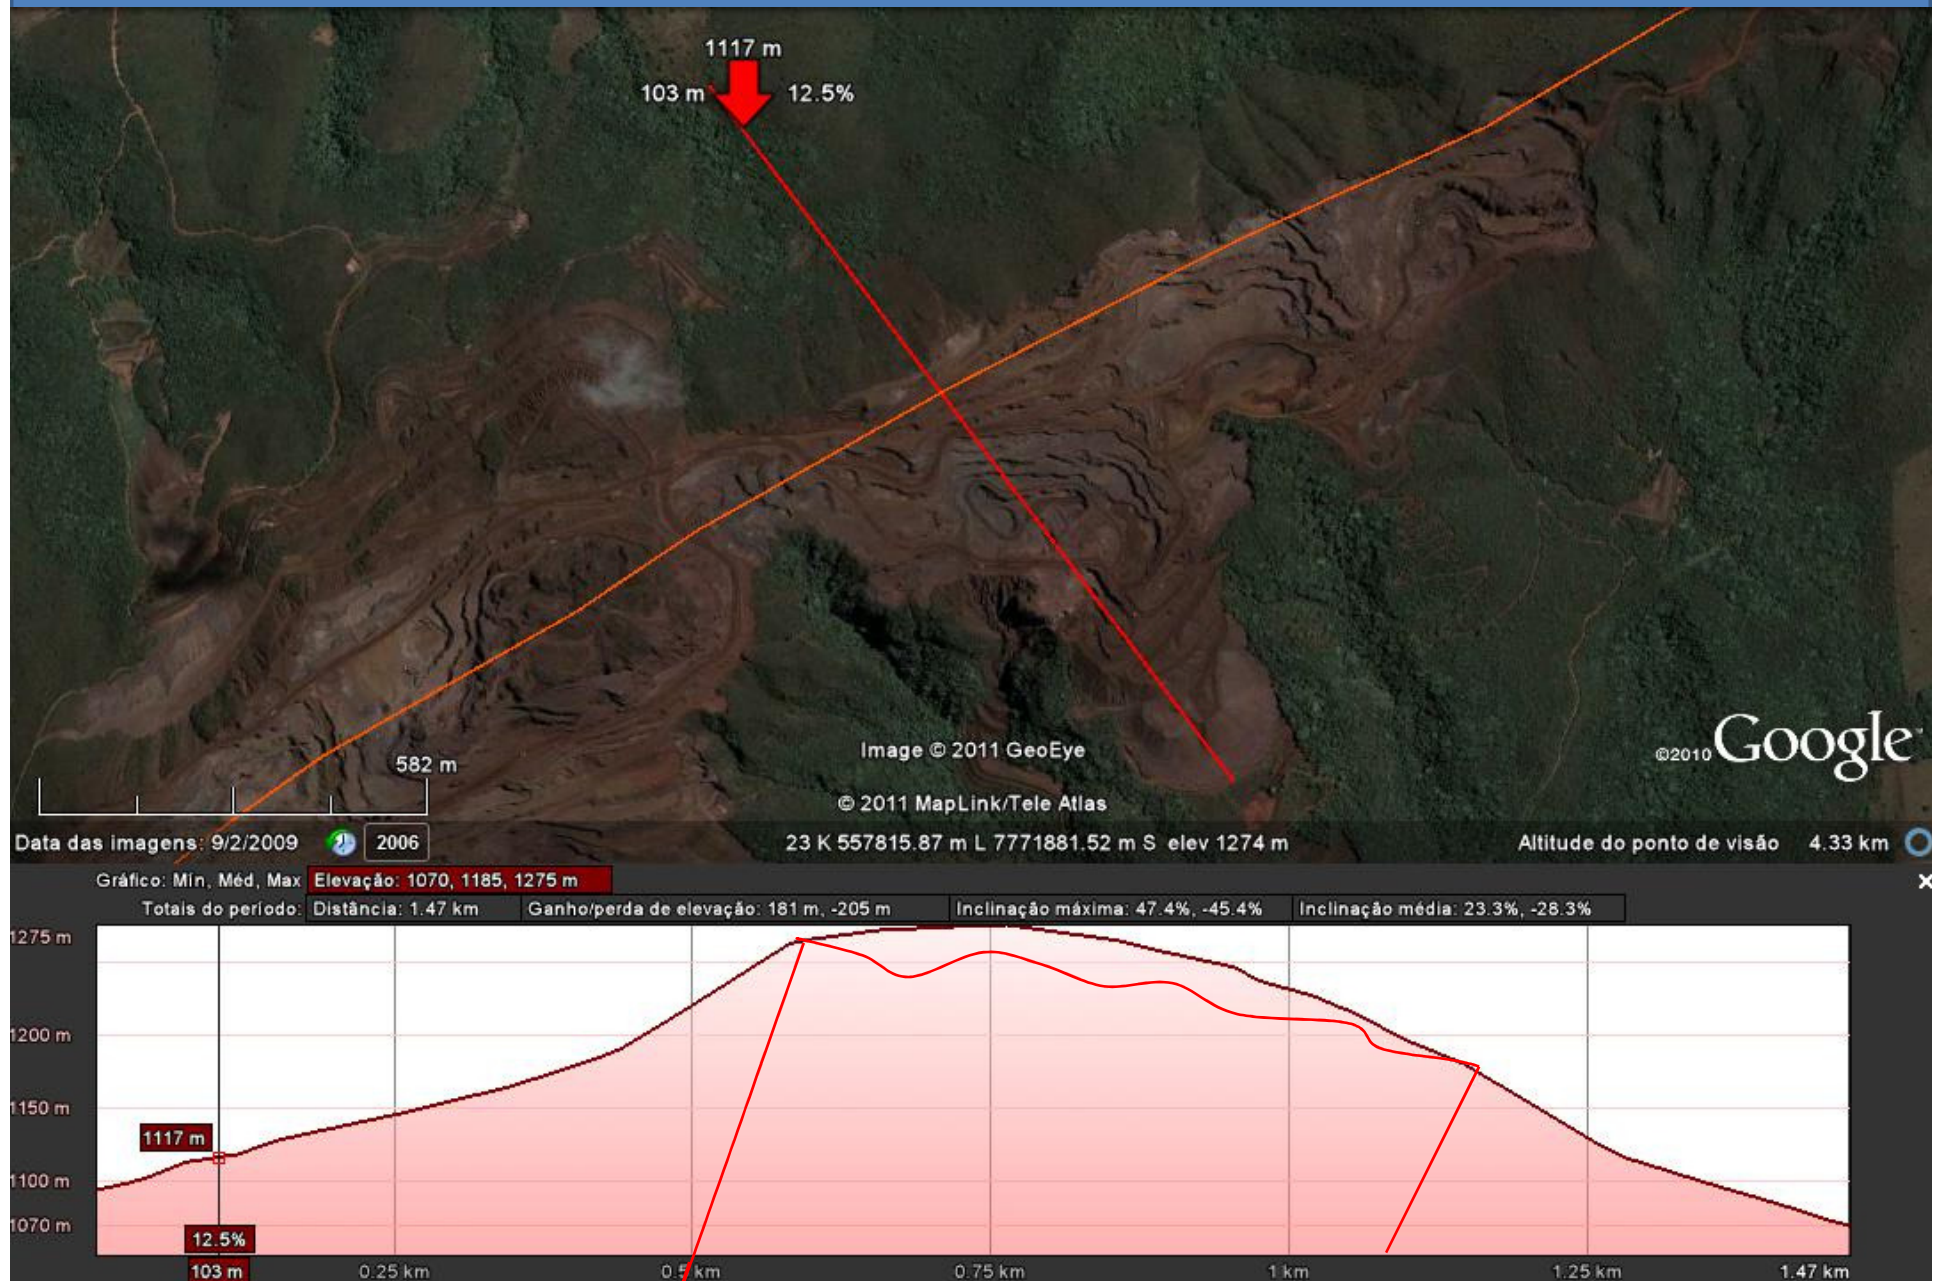 1117 m
103 m 12.5%
582 m
Image © 2011 GeoEye
©2010 Google
© 2011 MapLink/Tele Atlas
Data das imagens: 9/2/2009 2006 23 K 557815.87 m L 7771881.52 m S elev 1274 m Altitude do ponto de visão 4.33 km
Gráfico: Mín, Méd, Max Elevação: 1070, 1185, 1275 m
Totais do período: Distância: 1.47 km Ganho/perda de elevação: 181 m, -205 m Inclinação máxima: 47.4%, -45.4% Inclinação média: 23.3%, -28.3%
1275 m
1200 m
1150 m
1117 m
1100 m
1070 m
12.5%
103 m 0.25 km 0.5 km 0.75 km 1 km 1.25 km 1.47 km